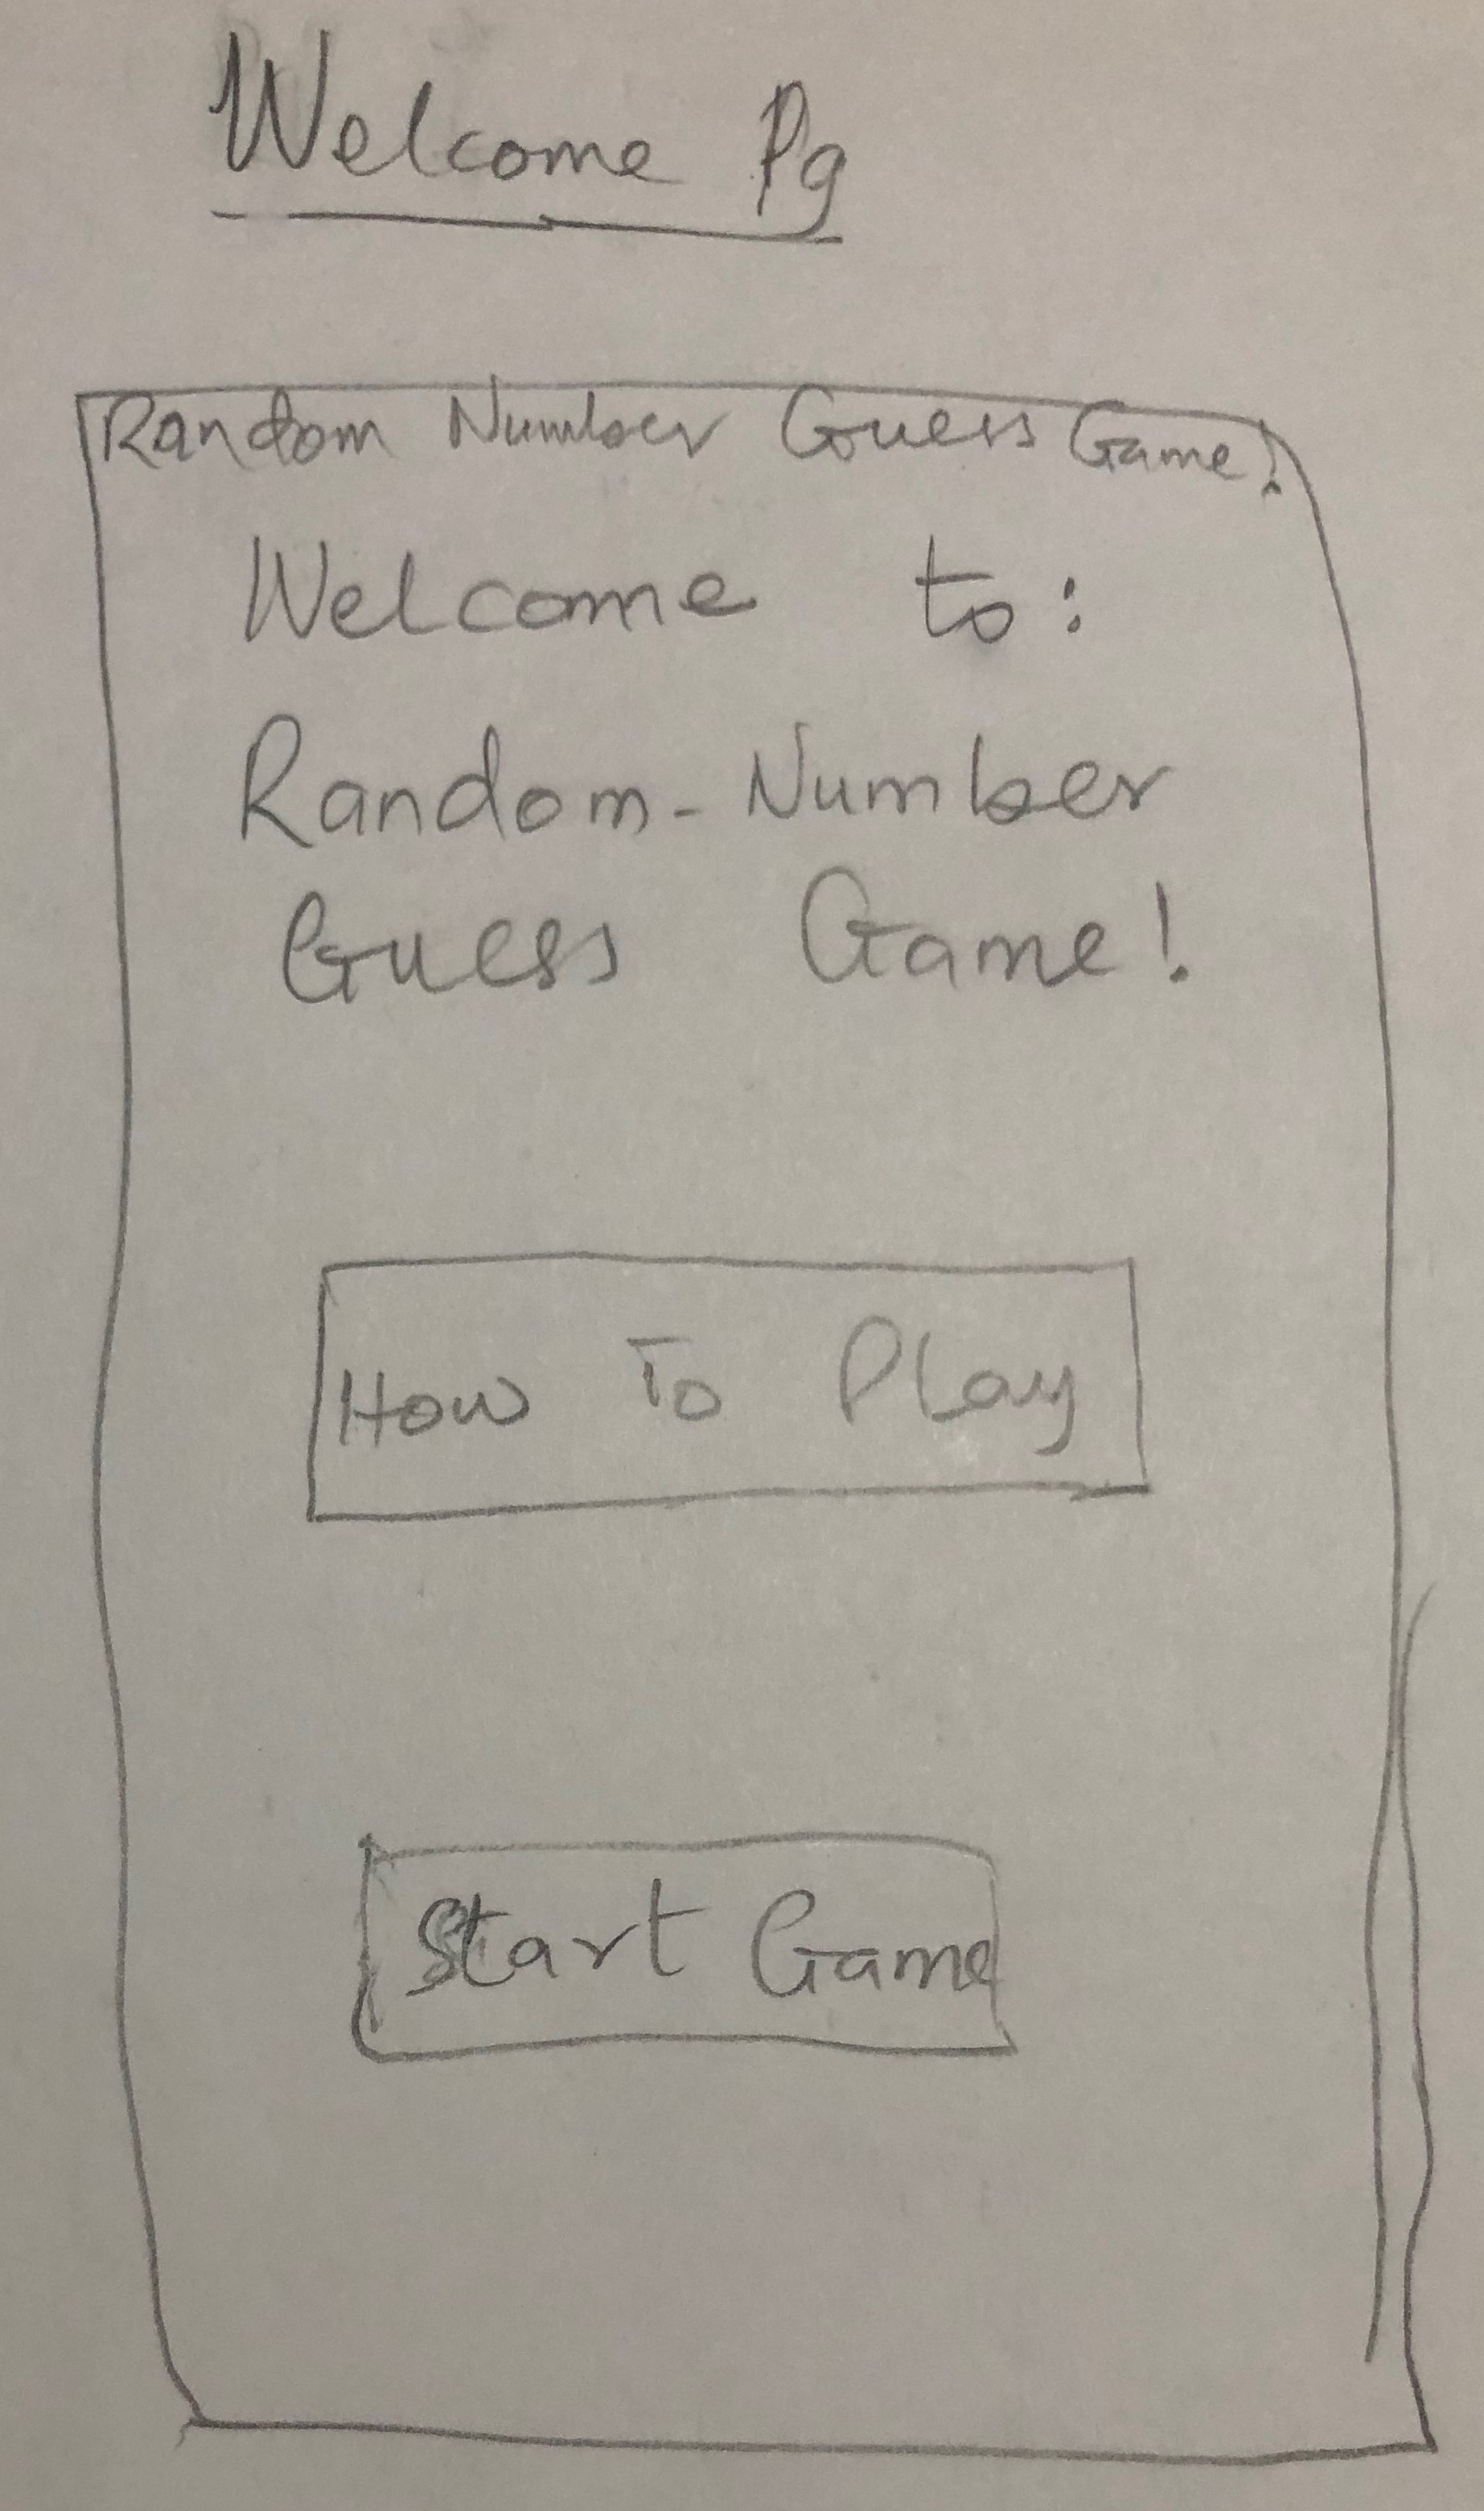 Welcome Pg
Random Number Guess Game!
Welcome to:
Random-Number
Guess Game!
How To Play
Start Game